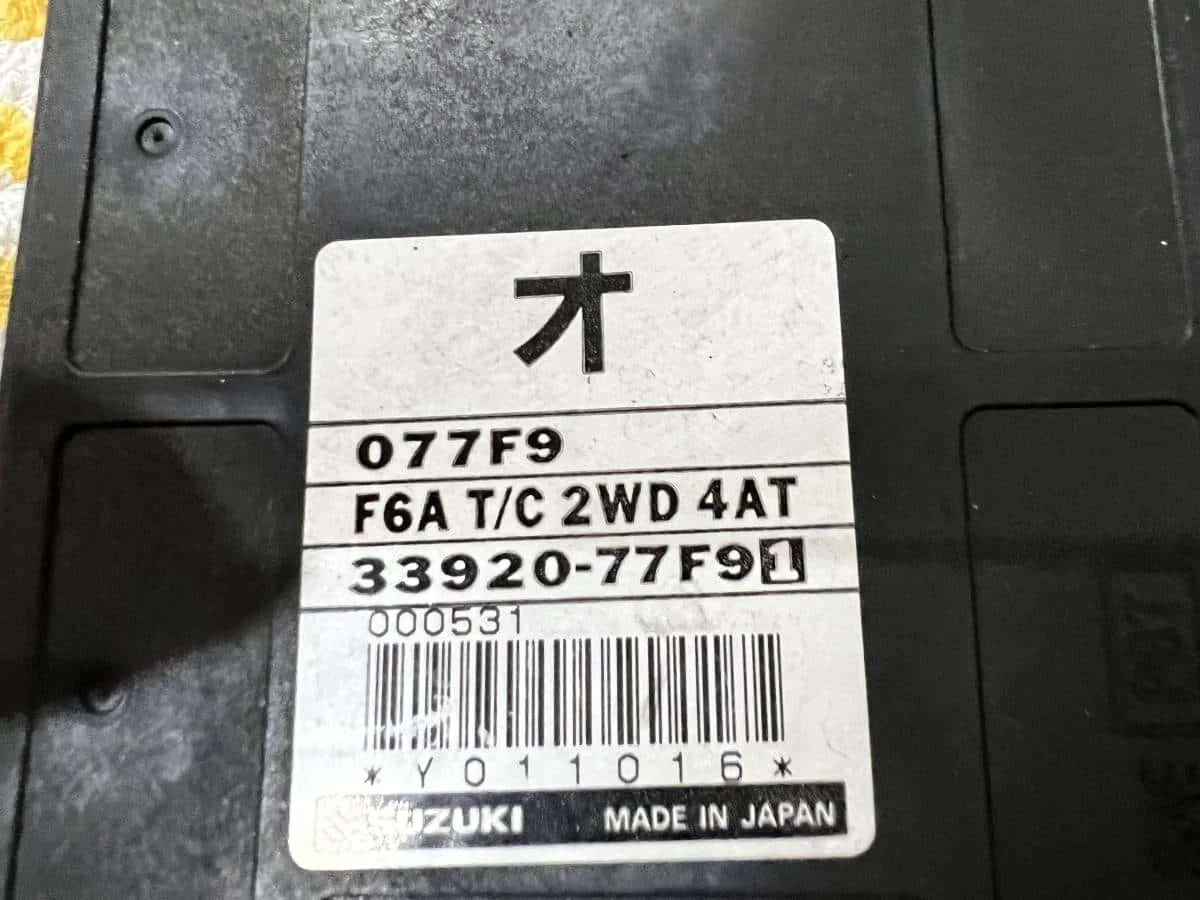 オ
077F9
F6A T/C 2WD 4AT
33920-77F91
000531
*Y011016*
SUZUKI MADE IN JAPAN